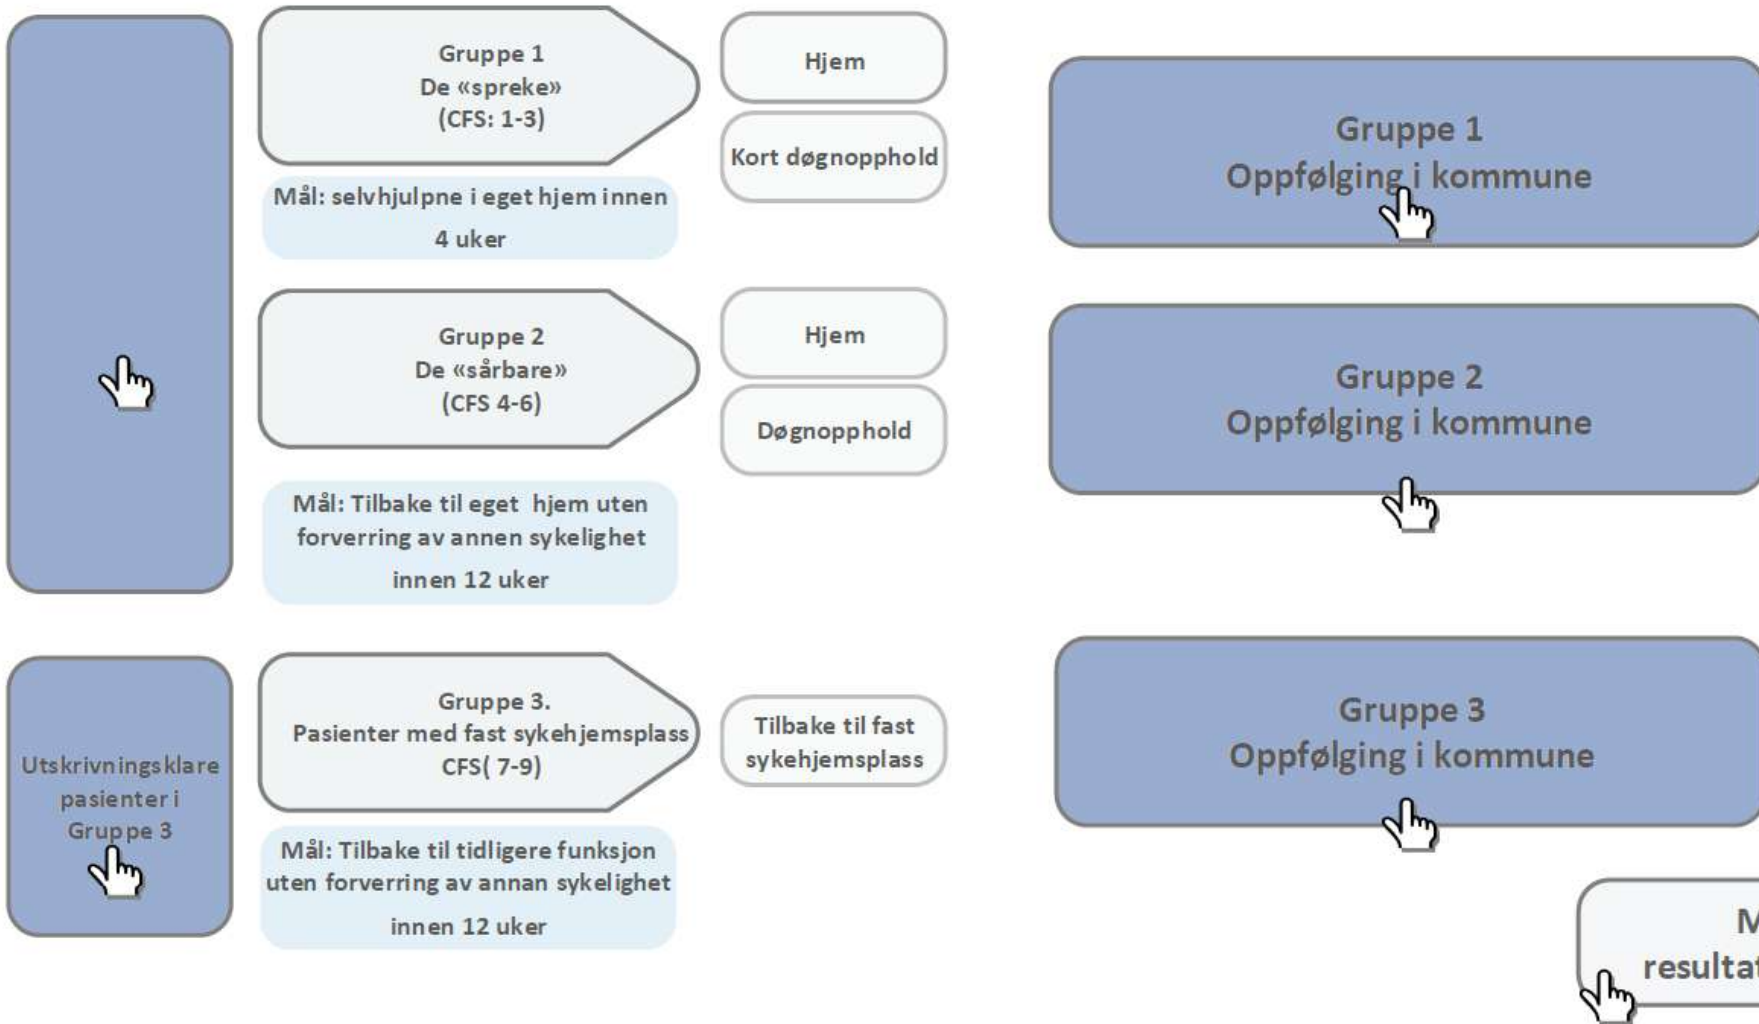 Gruppe 1
De «spreke»
(CFS: 1-3)
Hjem
Kort døgnopphold
Mål: selvhjulpne i eget hjem innen
4 uker
Gruppe 1
Oppfølging i kommune
Gruppe 2
De «sårbare»
(CFS 4-6)
Hjem
Døgnopphold
Mål: Tilbake til eget hjem uten
forverring av annen sykelighet
innen 12 uker
Gruppe 2
Oppfølging i kommune
Utskrivningsklare
pasienter i
Gruppe 3
Gruppe 3.
Pasienter med fast sykehjemsplass
CFS( 7-9)
Tilbake til fast
sykehjemsplass
Mål: Tilbake til tidligere funksjon
uten forverring av annan sykelighet
innen 12 uker
Gruppe 3
Oppfølging i kommune